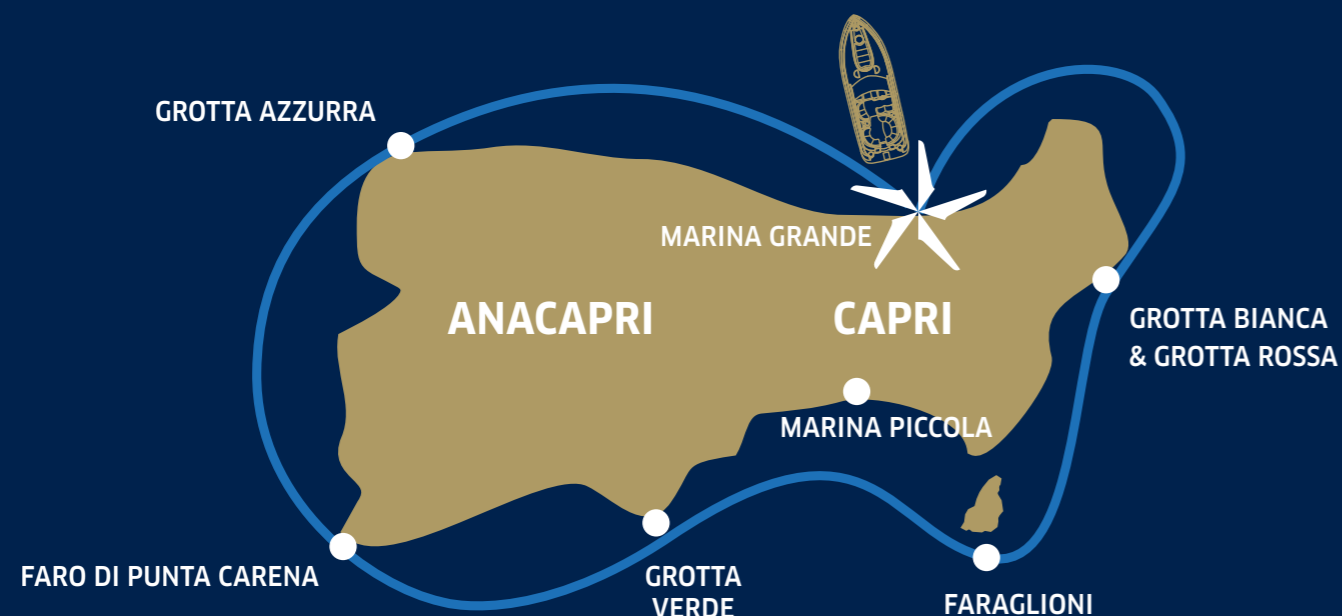 GROTTA AZZURRA
MARINA GRANDE
ANACAPRI
CAPRI
GROTTA BIANCA
& GROTTA ROSSA
MARINA PICCOLA
FARO DI PUNTA CARENA
GROTTA
VERDE
FARAGLIONI